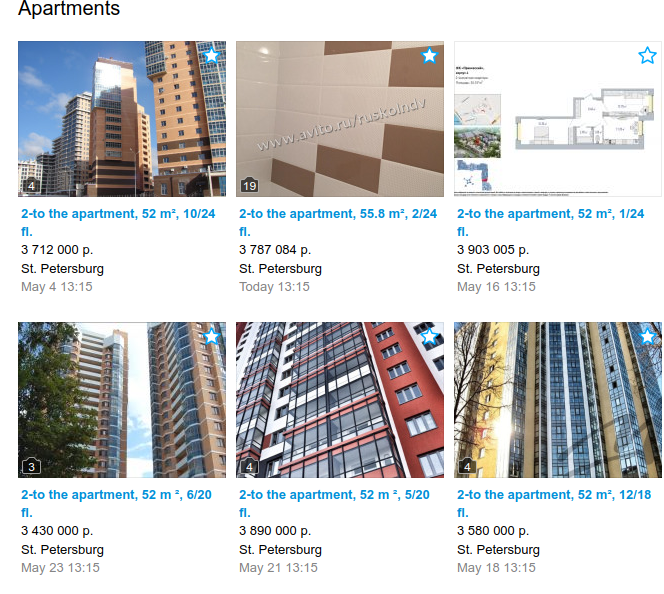 Apartments
www.avito.ru/ruskolndv
4
19
2-to the apartment, 52 m², 10/24
fl.
3 712 000 р.
St. Petersburg
May 4 13:15
2-to the apartment, 55.8 m², 2/24
fl.
3 787 084 р.
St. Petersburg
Today 13:15
2-to the apartment, 52 m², 1/24
fl.
3 903 005 р.
St. Petersburg
May 16 13:15
3
4
4
2-to the apartment, 52 m ², 6/20
fl.
3 430 000 р.
St. Petersburg
May 23 13:15
2-to the apartment, 52 m ², 5/20
fl.
3 890 000 р.
St. Petersburg
May 21 13:15
2-to the apartment, 52 m², 12/18
fl.
3 580 000 р.
St. Petersburg
May 18 13:15